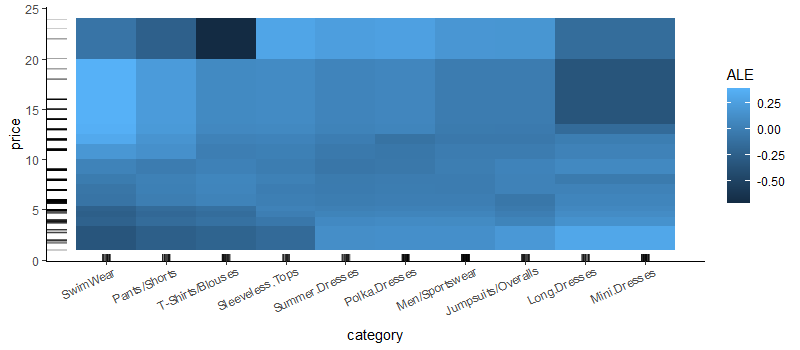 25
20
15
10
5
0
price
SwimWear
Pants/Shorts
T-Shirts/Blouses
Sleeveless.Tops
Summer.Dresses
Polka.Dresses
Men/Sportswear
Jumpsuits/Overalls
Long.Dresses
Mini.Dresses
category
ALE
0.25
0.00
-0.25
-0.50